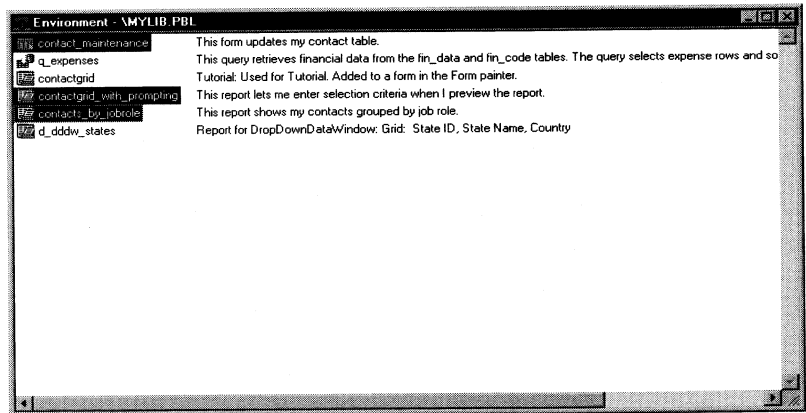 Environment - \MYLIB.PBL
contact_maintenance This form updates my contact table.
q_expenses This query retrieves financial data from the fin_data and fin_code tables. The query selects expense rows and so
contactgrid Tutorial: Used for Tutorial. Added to a form in the Form painter.
contactgrid_with_prompting This report lets me enter selection criteria when I preview the report.
contacts_by_jobrole This report shows my contacts grouped by job role.
d_dddw_states Report for DropDownDataWindow: Grid: State ID, State Name, Country